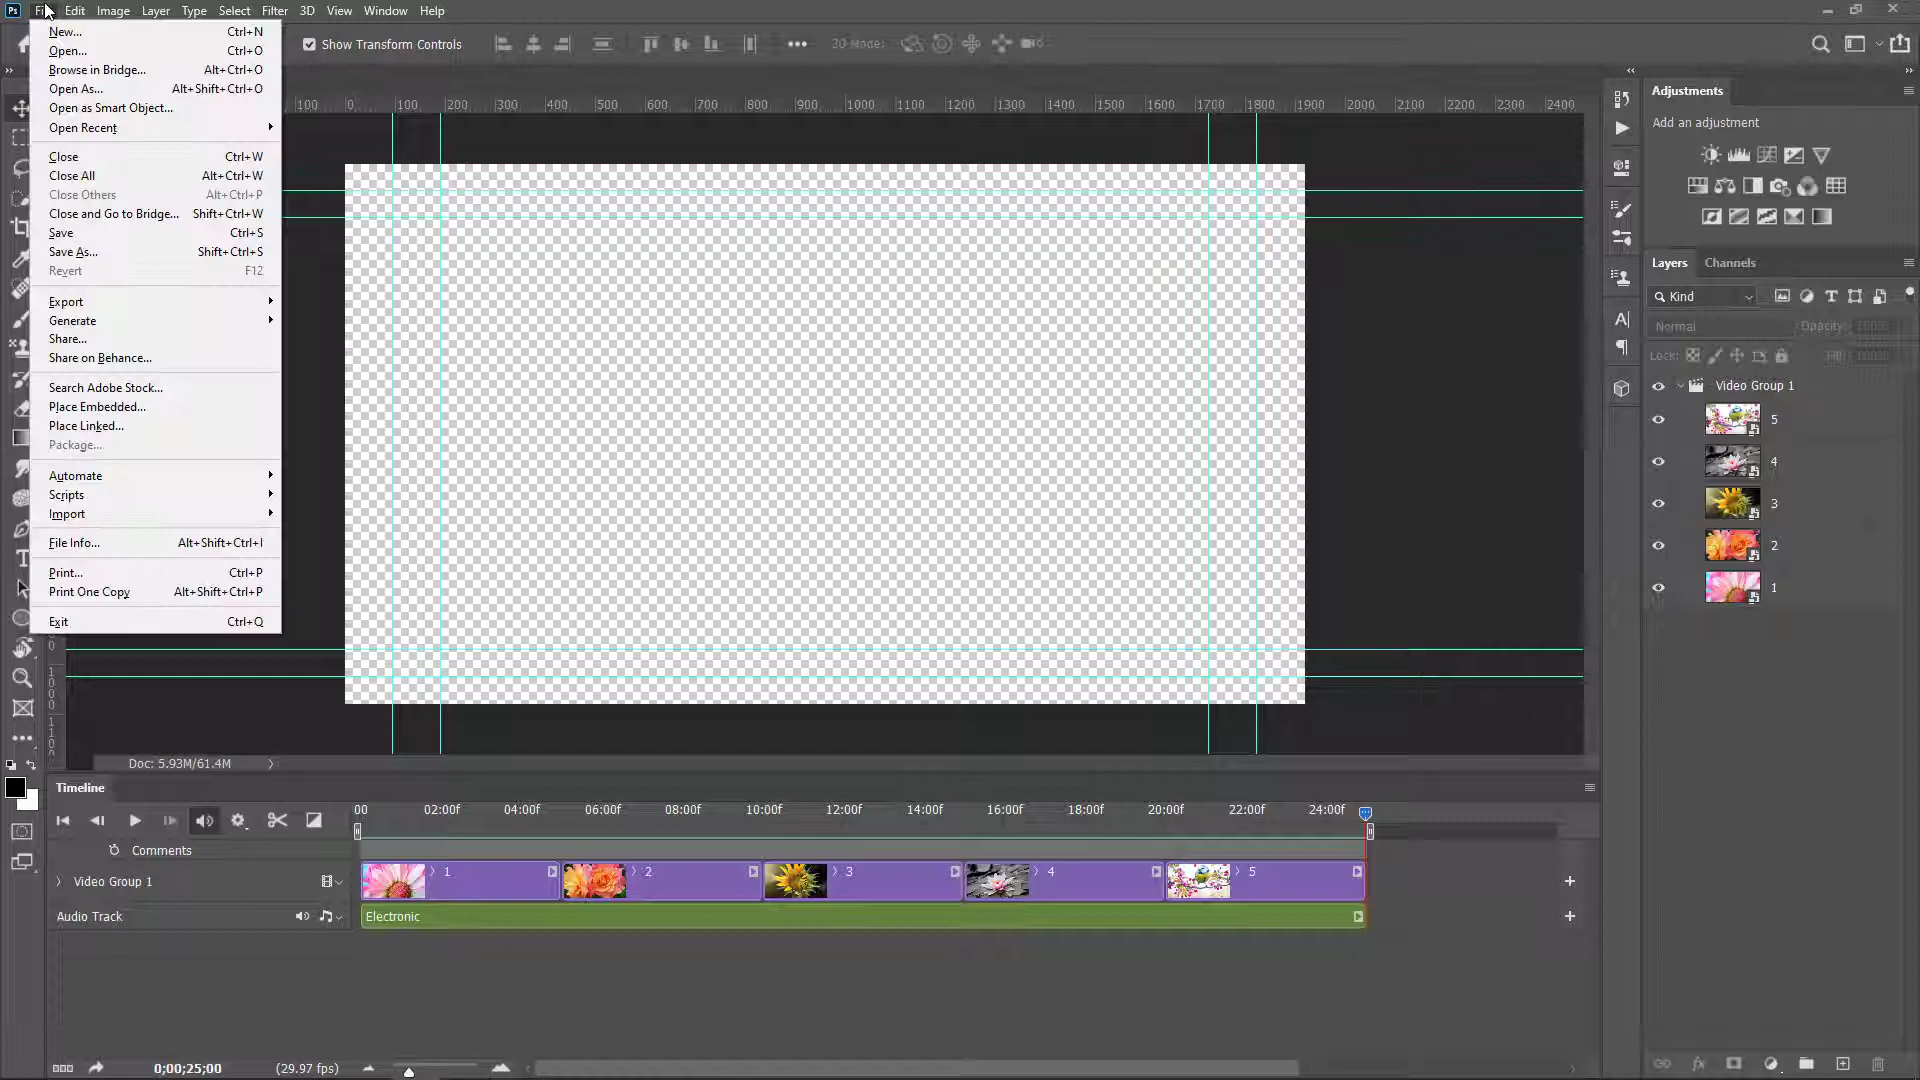 Ps Fi Edit Image Layer Type Select Filter 3D View Window Help
Show Transform Controls
3D Mode:
New... Ctrl+N
Open... Ctrl+O
Browse in Bridge... Alt+Ctrl+O
Open As... Alt+Shift+Ctrl+O
Open as Smart Object...
Open Recent
Close Ctrl+W
Close All Alt+Ctrl+W
Close Others Alt+Ctrl+P
Close and Go to Bridge... Shift+Ctrl+W
Save Ctrl+S
Save As... Shift+Ctrl+S
Revert F12
Export
Generate
Share...
Share on Behance...
Search Adobe Stock...
Place Embedded...
Place Linked...
Package...
Automate
Scripts
Import
File Info... Alt+Shift+Ctrl+I
Print... Ctrl+P
Print One Copy Alt+Shift+Ctrl+P
Exit Ctrl+Q
100 0 100 200 300 400 500 600 700 800 900 1000 1100 1200 1300 1400 1500 1600 1700 1800 1900 2000 2100 2200 2300 2400
0
1000
1100
Adjustments
Add an adjustment
Layers Channels
Kind
Normal Opacity:
Lock: Fill:
Video Group 1
5
4
3
2
1
Doc: 5.93M/61.4M
Timeline
00 02:00f 04:00f 06:00f 08:00f 10:00f 12:00f 14:00f 16:00f 18:00f 20:00f 22:00f 24:00f
Comments
Video Group 1
1 2 3 4 5
Audio Track
Electronic
0;00;25;00 (29.97 fps)